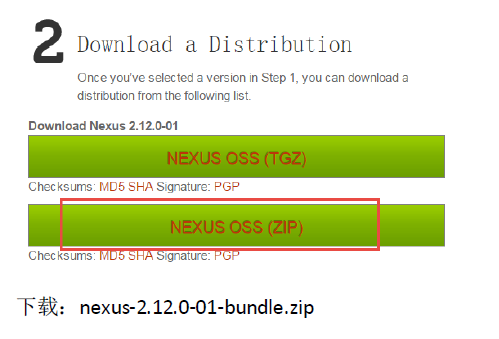 2 Download a Distribution
Once you've selected a version in Step 1, you can download a
distribution from the following list.
Download Nexus 2.12.0-01
NEXUS OSS (TGZ)
Checksums: MD5 SHA Signature: PGP
NEXUS OSS (ZIP)
Checksums: MD5 SHA Signature: PGP
下载：nexus-2.12.0-01-bundle.zip